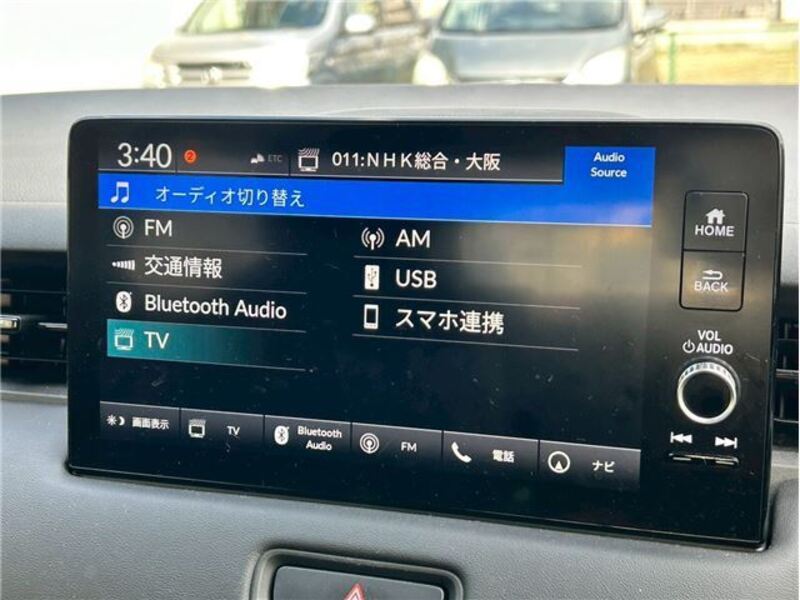 3:40 2 ETC 011:NHK総合・大阪 Audio Source
オーディオ切り替え
FM
AM
交通情報
USB
Bluetooth Audio
スマホ連携
TV
画面表示
TV
Bluetooth Audio
FM
電話
ナビ
HOME
BACK
VOL
AUDIO